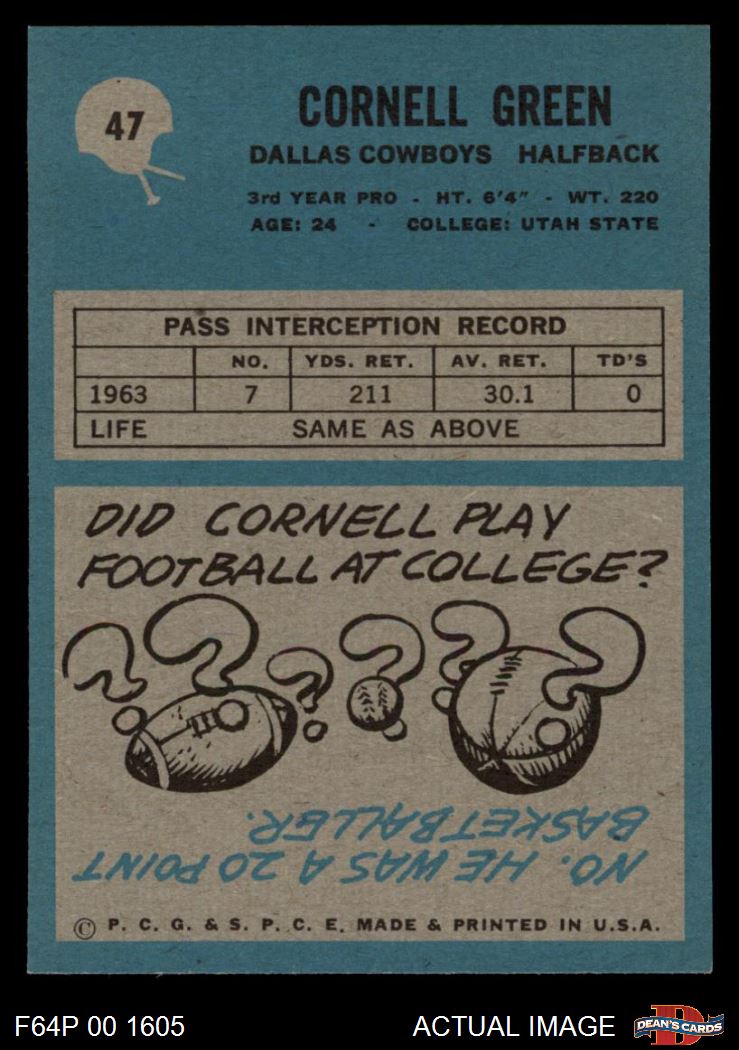 47
CORNELL GREEN
DALLAS COWBOYS HALFBACK
3rd YEAR PRO - HT. 6'4" - WT. 220
AGE: 24 - COLLEGE: UTAH STATE
PASS INTERCEPTION RECORD
NO. YDS. RET. AV. RET. TD'S
1963 7 211 30.1 0
LIFE SAME AS ABOVE
DID CORNELL PLAY
FOOTBALL AT COLLEGE?
NO. HE WAS A 20 POINT
BASKETBALLER.
© P. C. G. & S. P. C. E. MADE & PRINTED IN U.S.A.
F64P 00 1605 ACTUAL IMAGE
D
DEAN'S CARDS